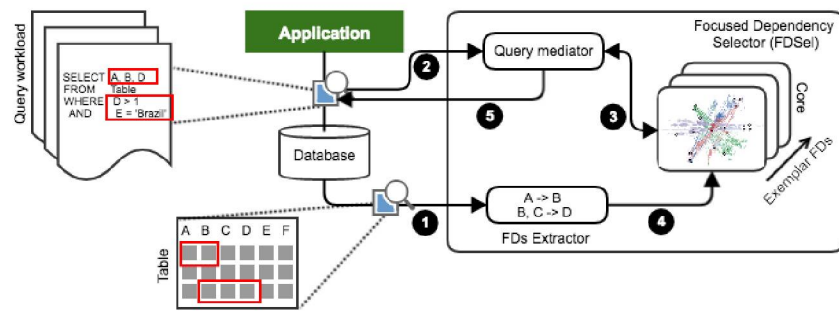 Query workload
SELECT A, B, D
FROM Table
WHERE D > 1
AND E = 'Brazil'
Application
Database
Table
A B C D E F
1
2
Query mediator
5
3
A -> B
B, C -> D
FDs Extractor
4
Focused Dependency
Selector (FDSel)
Core
Exemplar FDs